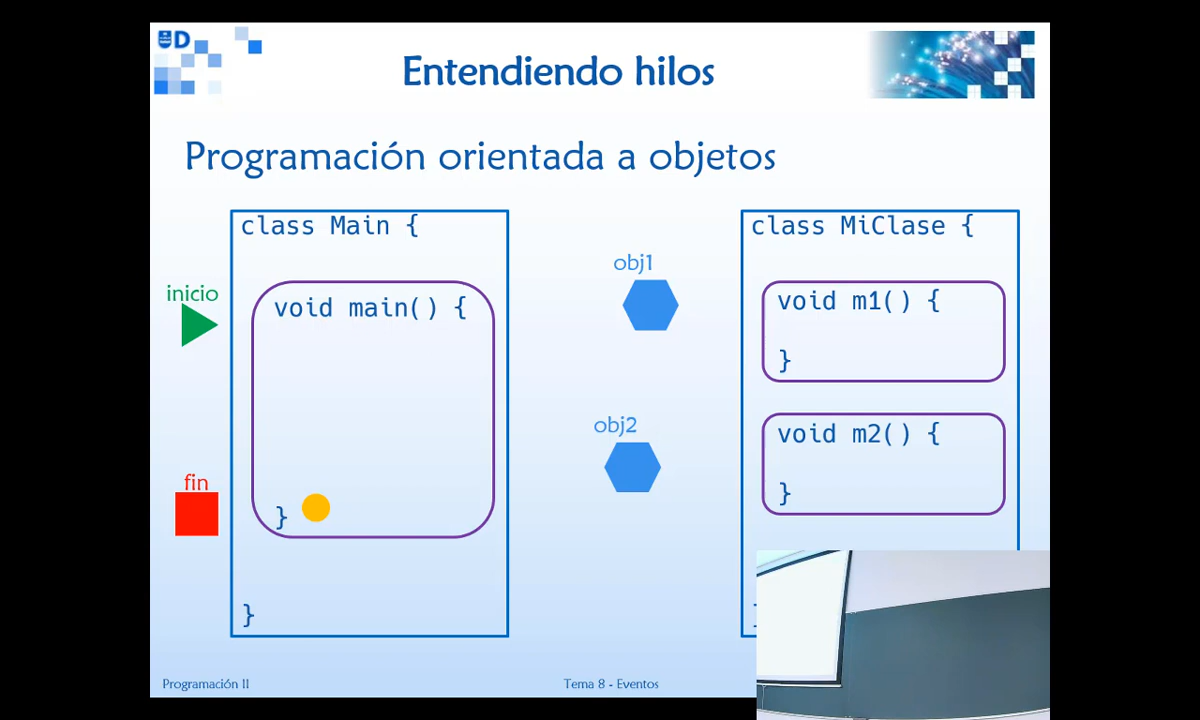 UD
Entendiendo hilos
Programación orientada a objetos
class Main {
inicio
void main() {
fin
}
}
obj1
obj2
class MiClase {
void m1() {
}
void m2() {
}
Programación II
Tema 8 - Eventos